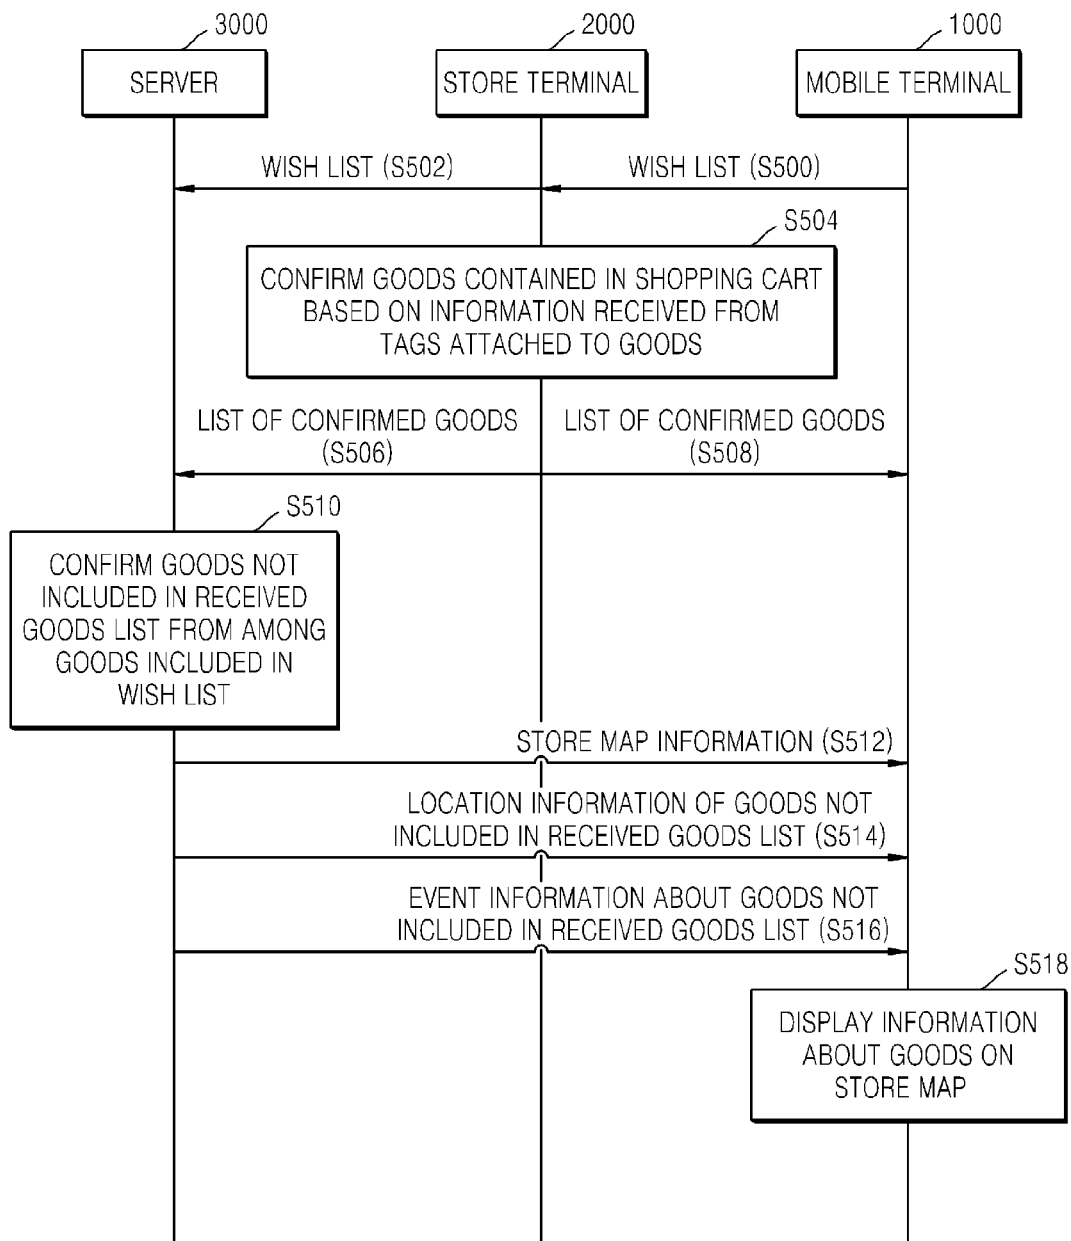 3000
2000
1000
SERVER
STORE TERMINAL
MOBILE TERMINAL
WISH LIST (S502)
WISH LIST (S500)
S504
CONFIRM GOODS CONTAINED IN SHOPPING CART
BASED ON INFORMATION RECEIVED FROM
TAGS ATTACHED TO GOODS
LIST OF CONFIRMED GOODS
(S506)
LIST OF CONFIRMED GOODS
(S508)
S510
CONFIRM GOODS NOT
INCLUDED IN RECEIVED
GOODS LIST FROM AMONG
GOODS INCLUDED IN
WISH LIST
STORE MAP INFORMATION (S512)
LOCATION INFORMATION OF GOODS NOT
INCLUDED IN RECEIVED GOODS LIST (S514)
EVENT INFORMATION ABOUT GOODS NOT
INCLUDED IN RECEIVED GOODS LIST (S516)
S518
DISPLAY INFORMATION
ABOUT GOODS ON
STORE MAP